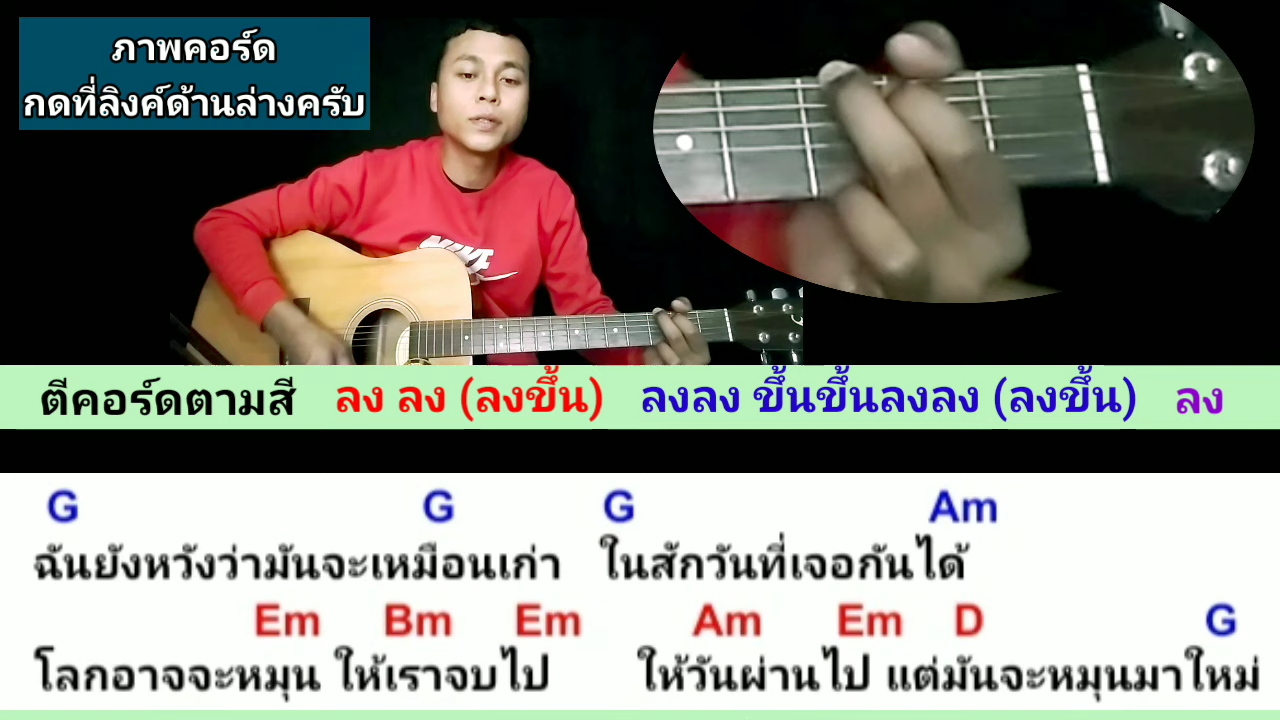 ภาพคอร์ด
กดที่ลิงค์ด้านล่างครับ
NIKE
ตีคอร์ดตามสี ลง ลง (ลงขึ้น) ลงลง ขึ้นขึ้นลงลง (ลงขึ้น) ลง
G G G Am
ฉันยังหวังว่ามันจะเหมือนเก่า ในสักวันที่เจอกันได้
Em Bm Em Am Em D G
โลกอาจจะหมุน ให้เราจบไป ให้วันผ่านไป แต่มันจะหมุนมาใหม่